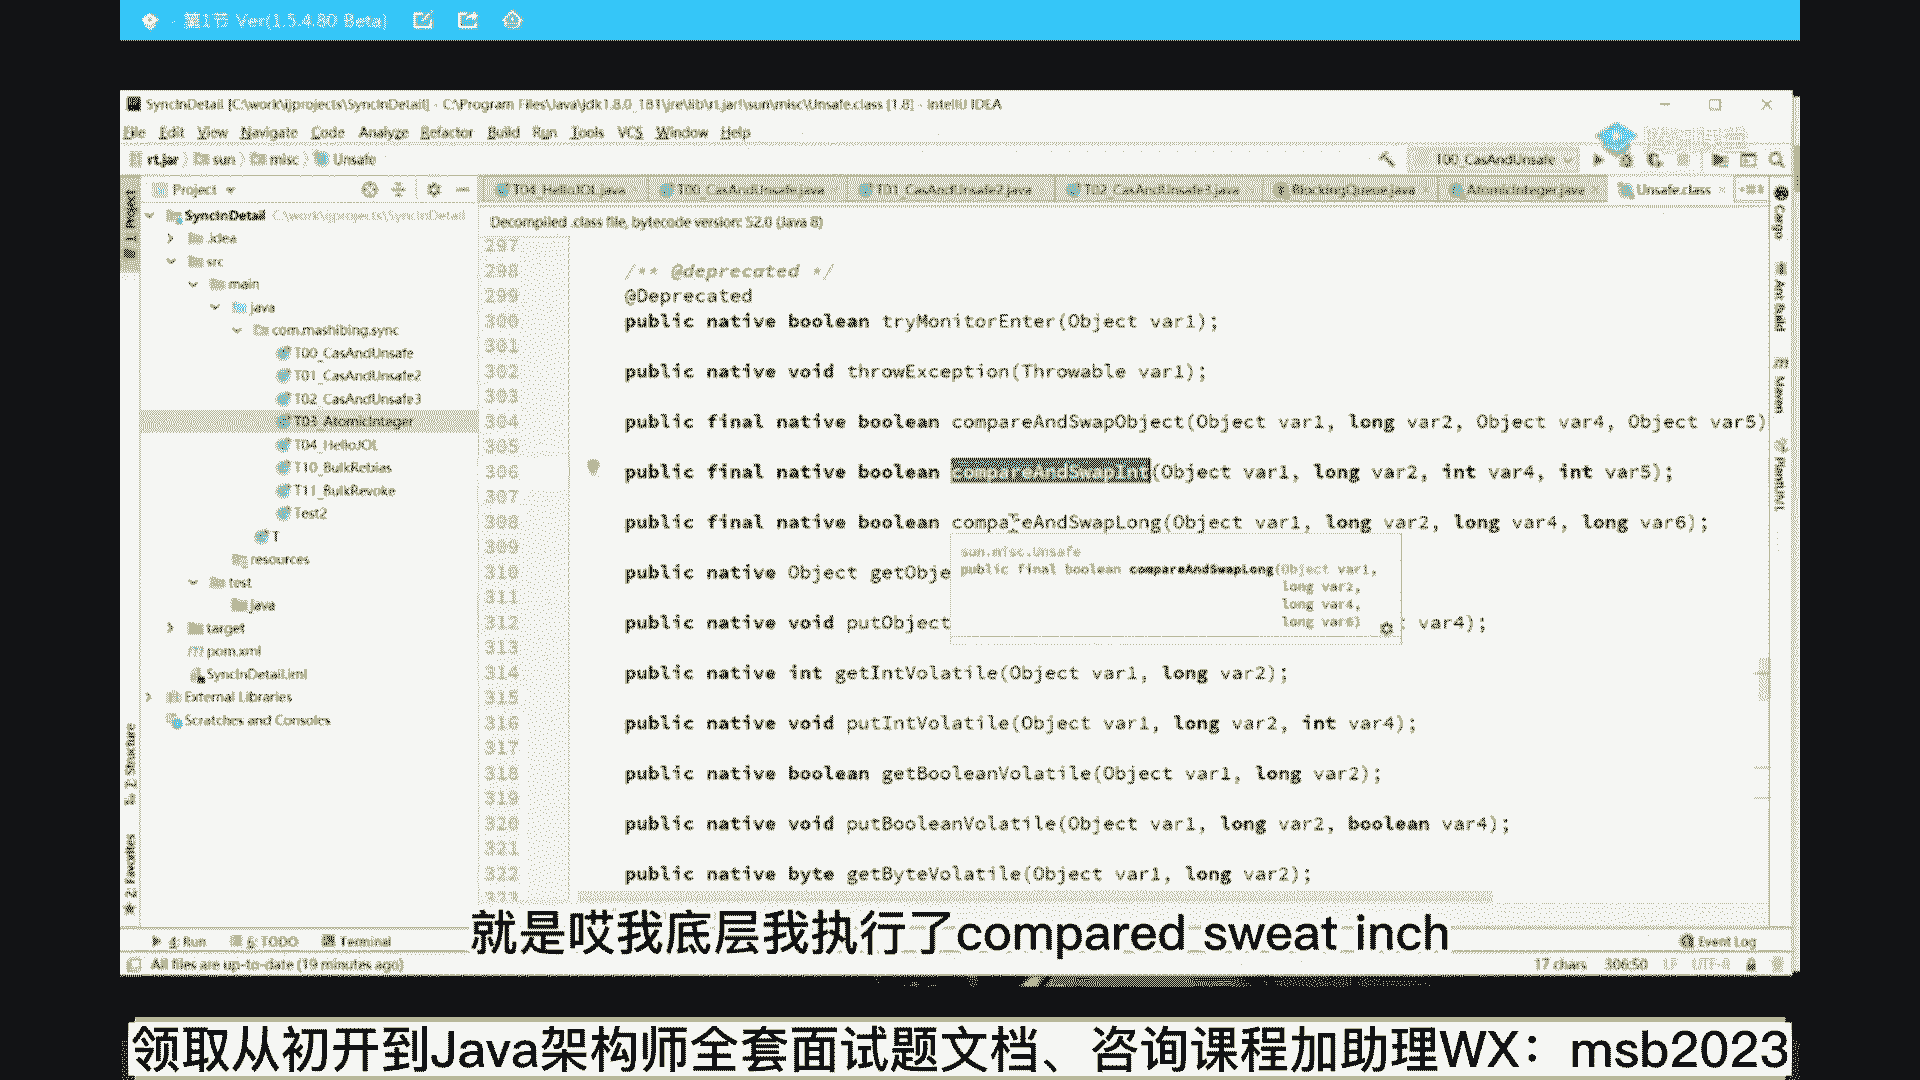 第1节 Ver(1.5.4.80 Beta)
SyncInDetail [C:\work\ijprojects\SyncInDetail] - C:\Program Files\Java\jdk1.8.0_181\jre\lib\rt.jar!\sun\misc\Unsafe.class [1.8] - IntelliJ IDEA
File Edit View Navigate Code Analyze Refactor Build Run Tools VCS Window Help
rt.jar sun misc Unsafe
T00_CasAndUnsafe
Project
T04_HelloJOL.java T00_CasAndUnsafe.java T01_CasAndUnsafe2.java T02_CasAndUnsafe3.java BlockingQueue.java AtomicInteger.java Unsafe.class
1: Project
SyncInDetail C:\work\ijprojects\SyncInDetail
.idea
src
main
java
com.mashibing.sync
T00_CasAndUnsafe
T01_CasAndUnsafe2
T02_CasAndUnsafe3
T03_AtomicInteger
T04_HelloJOL
T10_BulkRebias
T11_BulkRevoke
Test2
T
resources
test
java
target
pom.xml
SyncInDetail.iml
External Libraries
Scratches and Consoles
Z: Structure
2: Favorites
Decompiled .class file, bytecode version: 52.0 (Java 8)
297
298 /** @deprecated */
299 @Deprecated
300 public native boolean tryMonitorEnter(Object var1);
301
302 public native void throwException(Throwable var1);
303
304 public final native boolean compareAndSwapObject(Object var1, long var2, Object var4, Object var5)
305
306 public final native boolean compareAndSwapInt(Object var1, long var2, int var4, int var5);
307
308 public final native boolean compareAndSwapLong(Object var1, long var2, long var4, long var6);
309
310 public native Object getObje
311
312 public native void putObject var4);
313
314 public native int getIntVolatile(Object var1, long var2);
315
316 public native void putIntVolatile(Object var1, long var2, int var4);
317
318 public native boolean getBooleanVolatile(Object var1, long var2);
319
320 public native void putBooleanVolatile(Object var1, long var2, boolean var4);
321
322 public native byte getByteVolatile(Object var1, long var2);
323
sun.misc.Unsafe
public final boolean compareAndSwapLong(Object var1,
long var2,
long var4,
long var6)
Cargo
Ant Build
Maven
PlantUML
就是哎我底层我执行了compared sweat inch
4: Run 6: TODO Terminal
Event Log
All files are up-to-date (19 minutes ago)
17 chars 306:50 LF UTF-8
领取从初开到Java架构师全套面试题文档、咨询课程加助理WX：msb2023